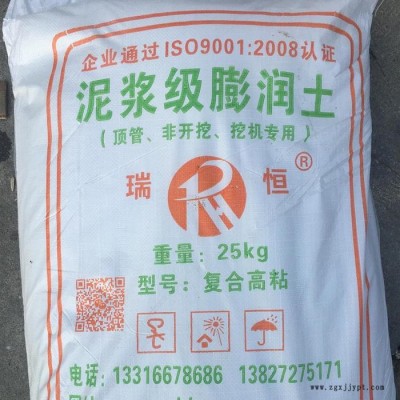 企业通过ISO9001:2008认证
泥浆级膨润土
(顶管、非开挖、挖机专用)
瑞 恒 ®
重量：25kg
型号：复合高粘
电话：13316678686 13827275171
www.zgxjjypt.com